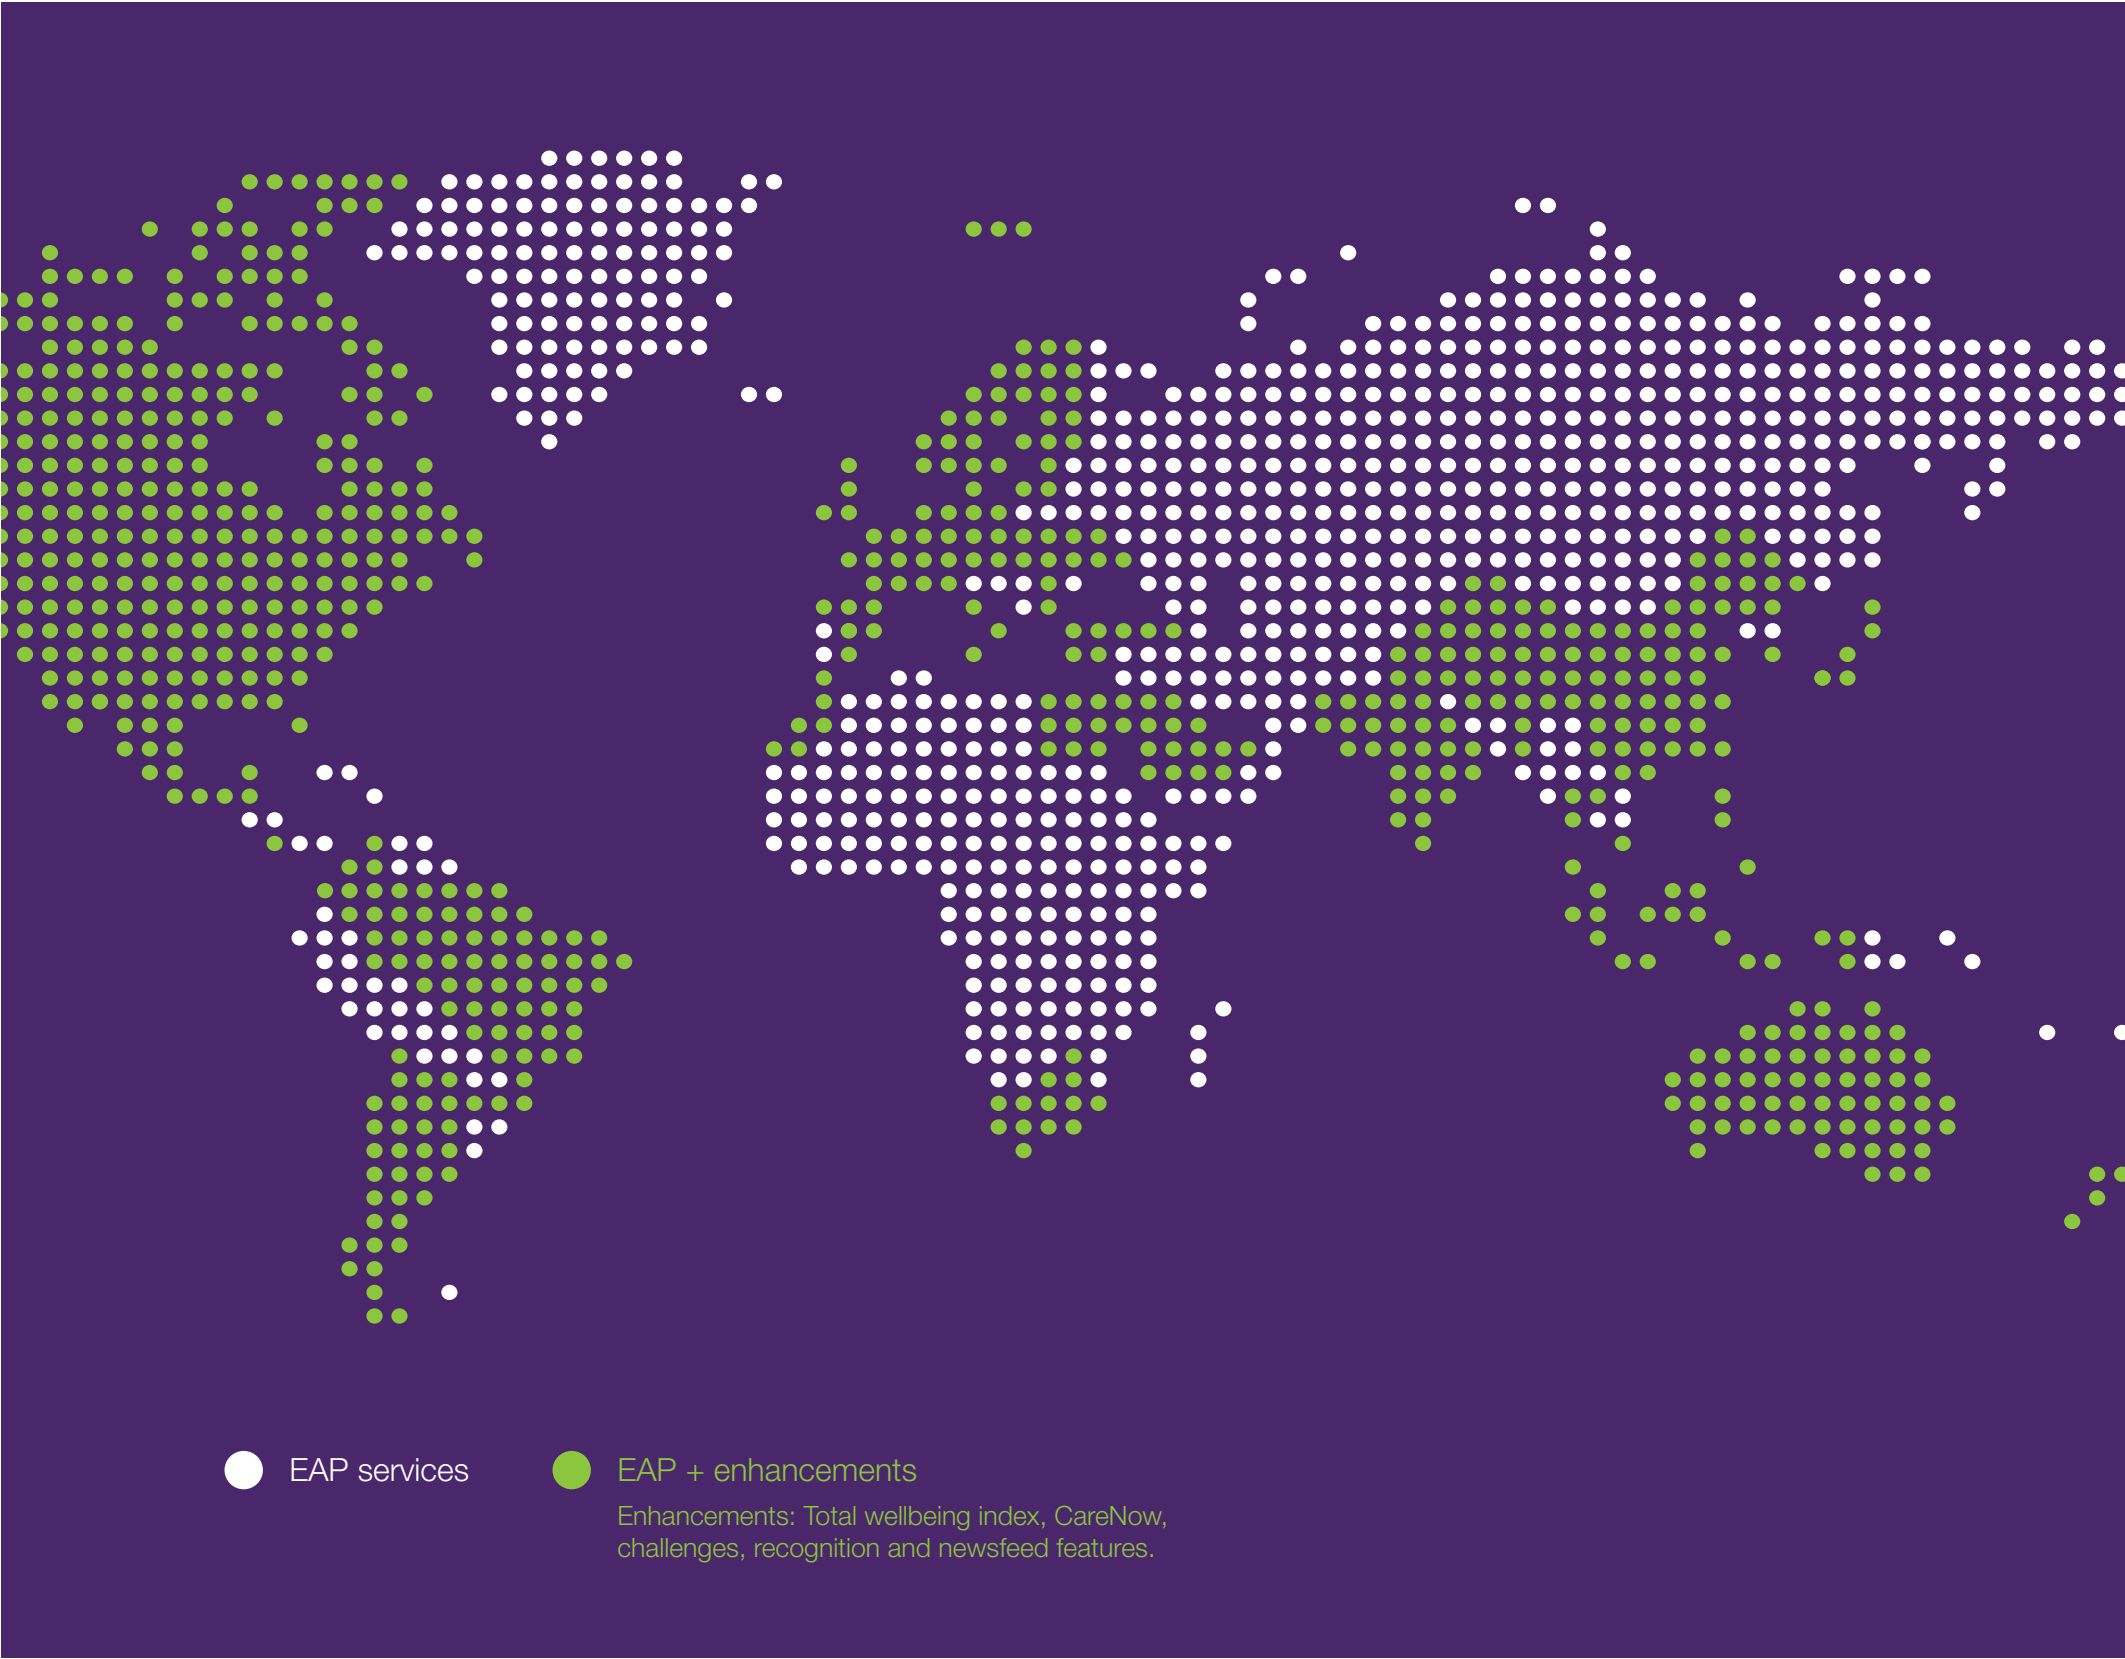 EAP services
EAP + enhancements
Enhancements: Total wellbeing index, CareNow,
challenges, recognition and newsfeed features.